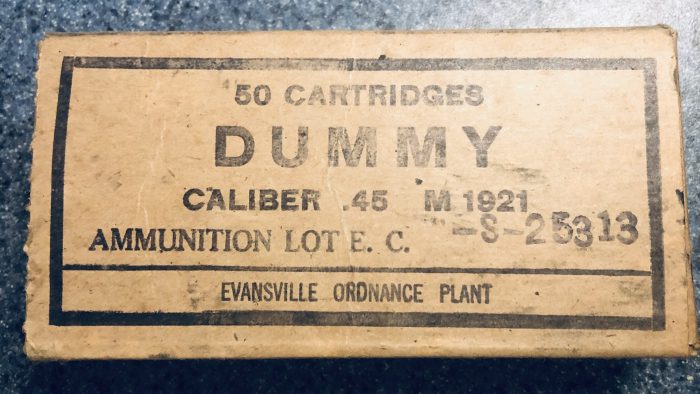 50 CARTRIDGES
DUMMY
CALIBER .45 M 1921
AMMUNITION LOT E. C. -S-25313
EVANSVILLE ORDNANCE PLANT